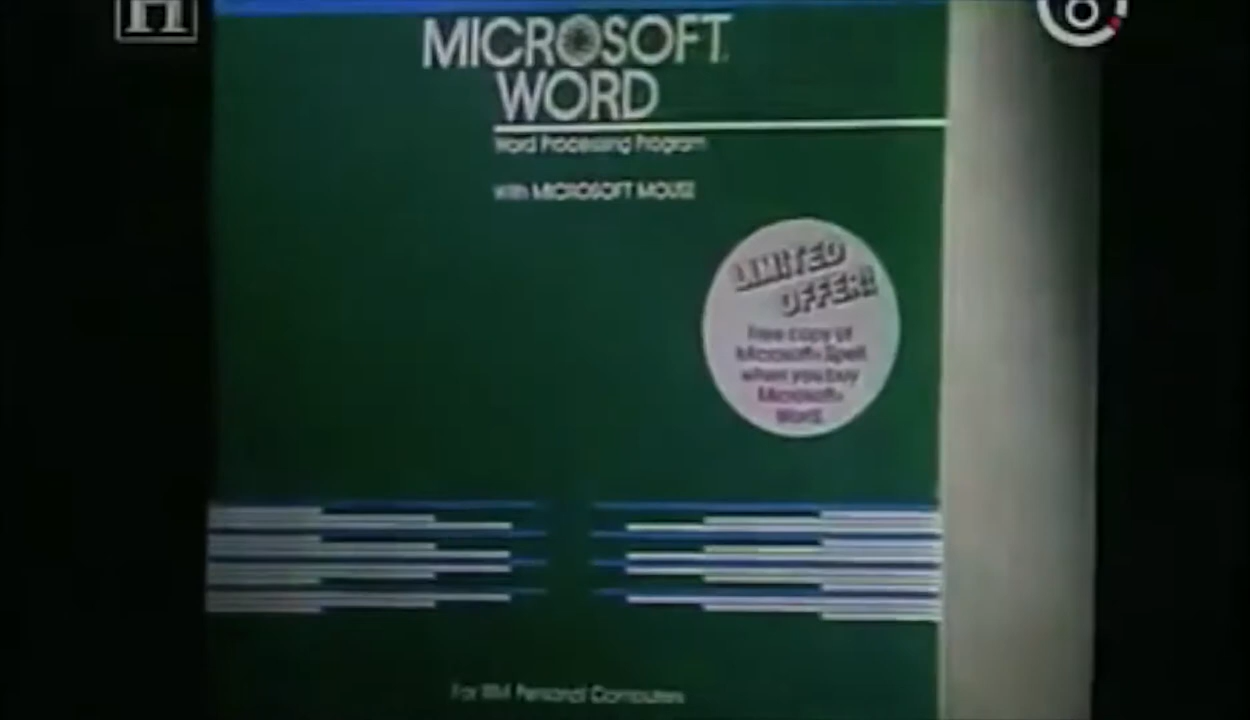 H
6
MICROSOFT
WORD
Word Processing Program
With MICROSOFT MOUSE
LIMITED
OFFER!
Free copy of
Microsoft® Spell
when you buy
Microsoft®
Word.
For IBM Personal Computers